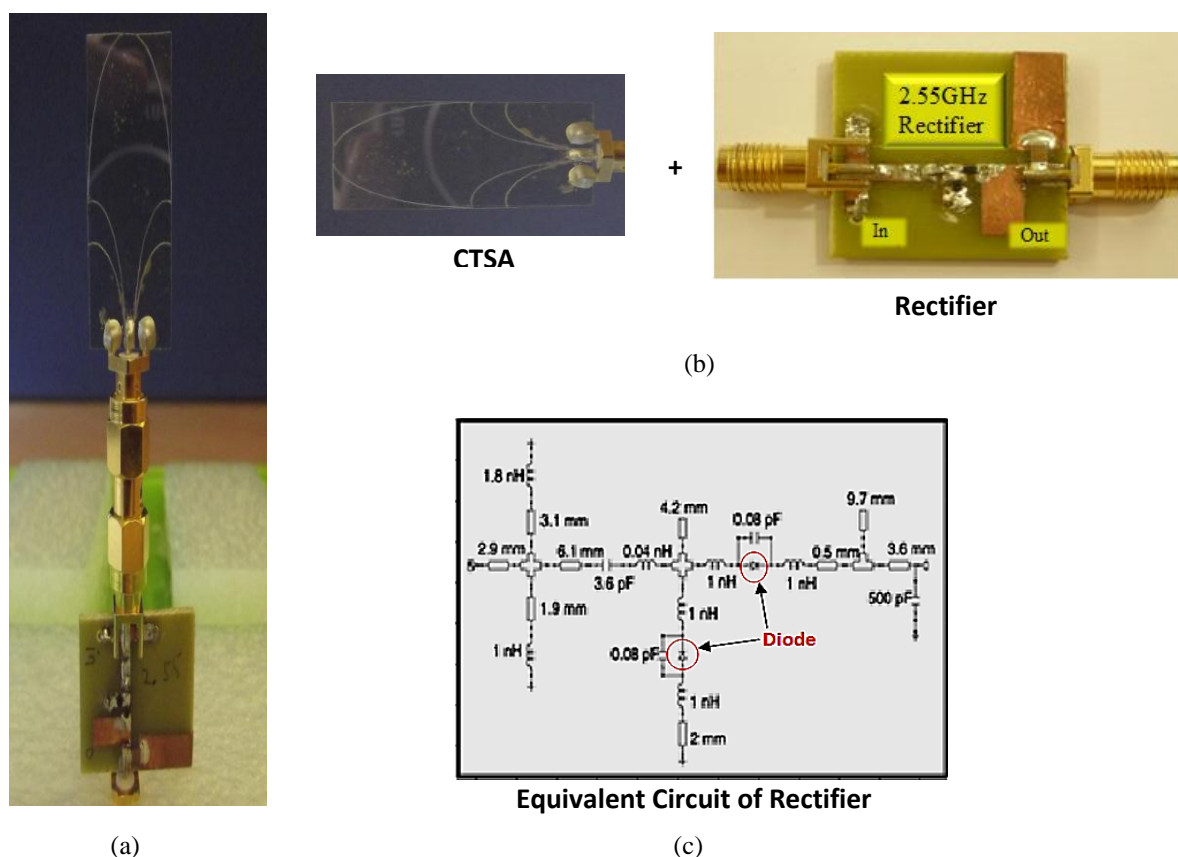 2.55GHz
Rectifier
In
Out
+
CTSA
Rectifier
(b)
3'
2.55
1.8 nH
3.1 mm
4.2 mm
0.08 pF
9.7 mm
2.9 mm
6.1 mm
0.04 nH
3.6 pF
1 nH
1 nH
0.5 mm
3.6 mm
500 pF
1.9 mm
1 nH
1 nH
0.08 pF
Diode
1 nH
2 mm
Equivalent Circuit of Rectifier
(a)
(c)